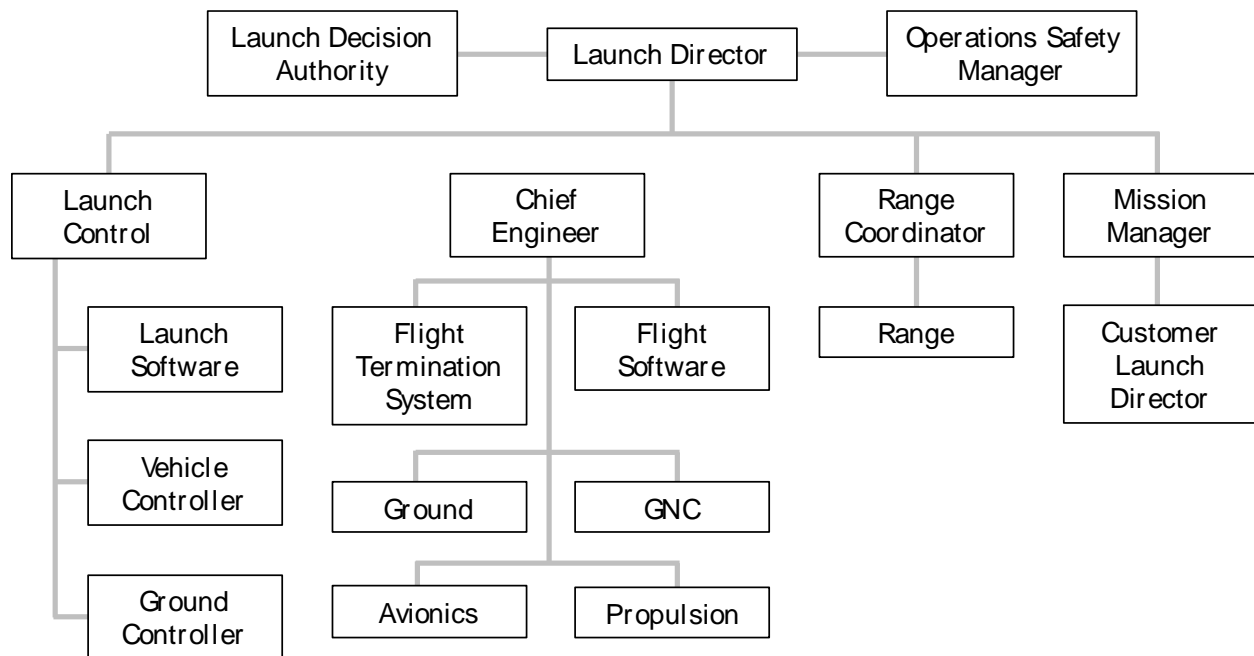 Launch Decision
Authority
Launch Director
Operations Safety
Manager
Launch
Control
Chief
Engineer
Range
Coordinator
Mission
Manager
Launch
Software
Flight
Termination
System
Flight
Software
Range
Customer
Launch
Director
Vehicle
Controller
Ground
GNC
Ground
Controller
Avionics
Propulsion